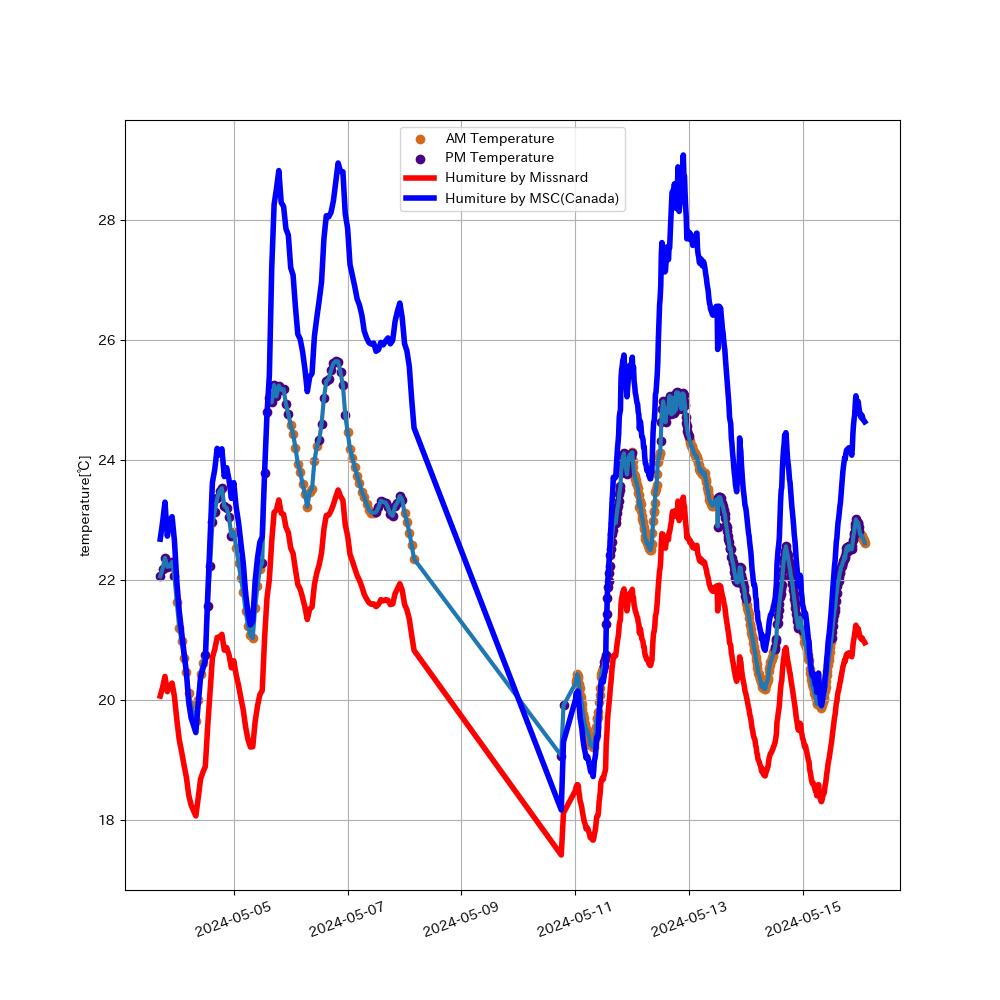 AM Temperature
PM Temperature
Humiture by Missnard
Humiture by MSC(Canada)
28
26
24
22
20
18
temperature[℃]
2024-05-05
2024-05-07
2024-05-09
2024-05-11
2024-05-13
2024-05-15